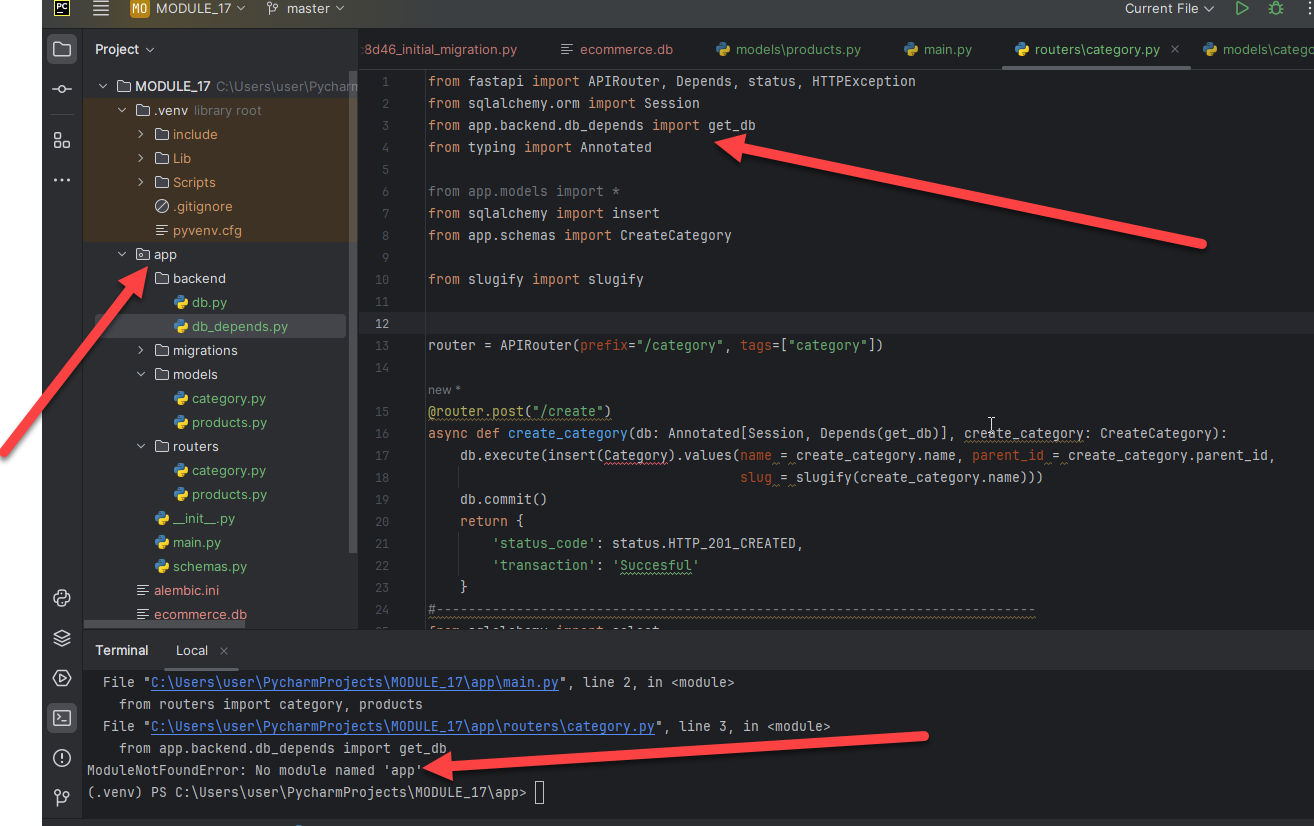 PC
MO MODULE_17
master
Current File
Project
MODULE_17 C:\Users\user\Pycharm
.venv library root
include
Lib
Scripts
.gitignore
pyvenv.cfg
app
backend
db.py
db_depends.py
migrations
models
category.py
products.py
routers
category.py
products.py
__init__.py
main.py
schemas.py
alembic.ini
ecommerce.db
8d46_initial_migration.py
ecommerce.db
models\products.py
main.py
routers\category.py
models\catego
1 from fastapi import APIRouter, Depends, status, HTTPException
2 from sqlalchemy.orm import Session
3 from app.backend.db_depends import get_db
4 from typing import Annotated
5
6 from app.models import *
7 from sqlalchemy import insert
8 from app.schemas import CreateCategory
9
10 from slugify import slugify
11
12
13 router = APIRouter(prefix="/category", tags=["category"])
14
new *
15 @router.post("/create")
16 async def create_category(db: Annotated[Session, Depends(get_db)], create_category: CreateCategory):
17 db.execute(insert(Category).values(name = create_category.name, parent_id = create_category.parent_id,
18 slug = slugify(create_category.name)))
19 db.commit()
20 return {
21 'status_code': status.HTTP_201_CREATED,
22 'transaction': 'Succesful'
23 }
24 #---------------------------------------------------------------------------
from sqlalchemy import select
Terminal
Local
File "C:\Users\user\PycharmProjects\MODULE_17\app\main.py", line 2, in <module>
from routers import category, products
File "C:\Users\user\PycharmProjects\MODULE_17\app\routers\category.py", line 3, in <module>
from app.backend.db_depends import get_db
ModuleNotFoundError: No module named 'app'
(.venv) PS C:\Users\user\PycharmProjects\MODULE_17\app>